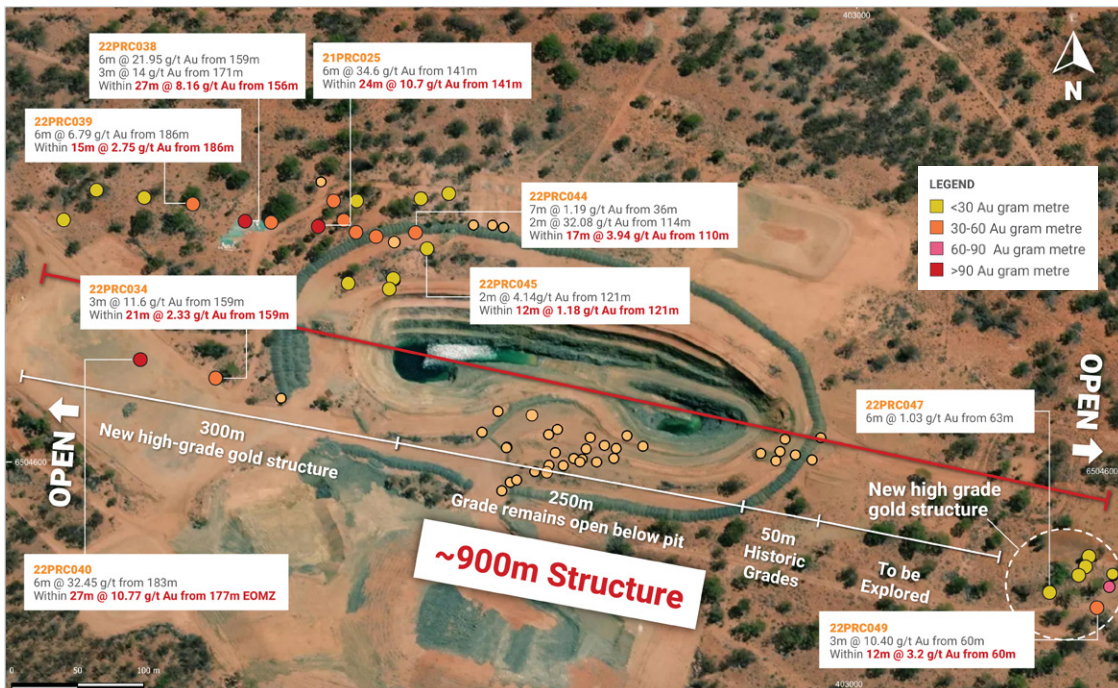 403000
22PRC038
6m @ 21.95 g/t Au from 159m
3m @ 14 g/t Au from 171m
Within 27m @ 8.16 g/t Au from 156m
21PRC025
6m @ 34.6 g/t Au from 141m
Within 24m @ 10.7 g/t Au from 141m
N
22PRC039
6m @ 6.79 g/t Au from 186m
Within 15m @ 2.75 g/t Au from 186m
LEGEND
<30 Au gram metre
30-60 Au gram metre
60-90 Au gram metre
>90 Au gram metre
22PRC044
7m @ 1.19 g/t Au from 36m
2m @ 32.08 g/t Au from 114m
Within 17m @ 3.94 g/t Au from 110m
22PRC034
3m @ 11.6 g/t Au from 159m
Within 21m @ 2.33 g/t Au from 159m
22PRC045
2m @ 4.14g/t Au from 121m
Within 12m @ 1.18 g/t Au from 121m
OPEN
OPEN
22PRC047
6m @ 1.03 g/t Au from 63m
300m
New high-grade gold structure
6504600
6504600
250m
Grade remains open below pit
50m
Historic
Grades
To be
Explored
New high grade
gold structure
~900m Structure
22PRC040
6m @ 32.45 g/t from 183m
Within 27m @ 10.77 g/t Au from 177m EOMZ
22PRC049
3m @ 10.40 g/t Au from 60m
Within 12m @ 3.2 g/t Au from 60m
0 50 100 m
403000